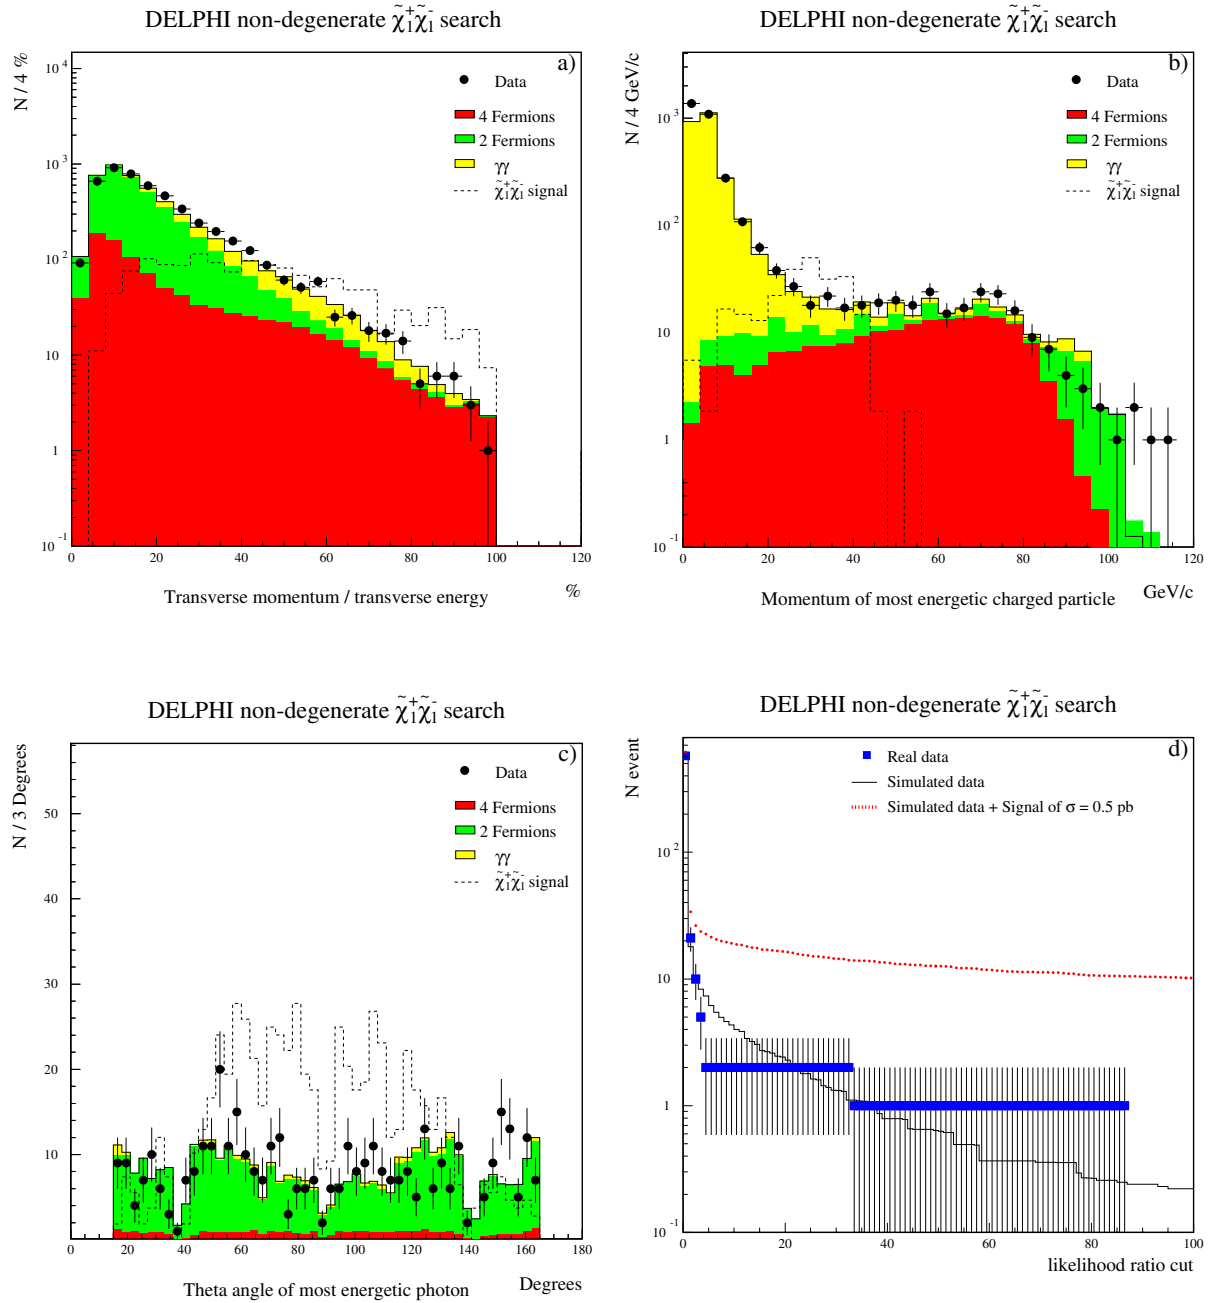 DELPHI non-degenerate χ̃₁⁺χ̃₁⁻ search
N / 4 %
a)
Data
4 Fermions
2 Fermions
γγ
χ̃₁⁺χ̃₁⁻ signal
10⁴
10³
10²
10
1
10⁻¹
0 20 40 60 80 100 120
Transverse momentum / transverse energy %
DELPHI non-degenerate χ̃₁⁺χ̃₁⁻ search
N / 4 GeV/c
b)
Data
4 Fermions
2 Fermions
γγ
χ̃₁⁺χ̃₁⁻ signal
10³
10²
10
1
10⁻¹
0 20 40 60 80 100 120
Momentum of most energetic charged particle GeV/c
DELPHI non-degenerate χ̃₁⁺χ̃₁⁻ search
N / 3 Degrees
c)
Data
4 Fermions
2 Fermions
γγ
χ̃₁⁺χ̃₁⁻ signal
50
40
30
20
10
0 20 40 60 80 100 120 140 160 180
Theta angle of most energetic photon Degrees
DELPHI non-degenerate χ̃₁⁺χ̃₁⁻ search
N event
d)
Real data
Simulated data
Simulated data + Signal of σ = 0.5 pb
10²
10
1
10⁻¹
0 20 40 60 80 100
likelihood ratio cut